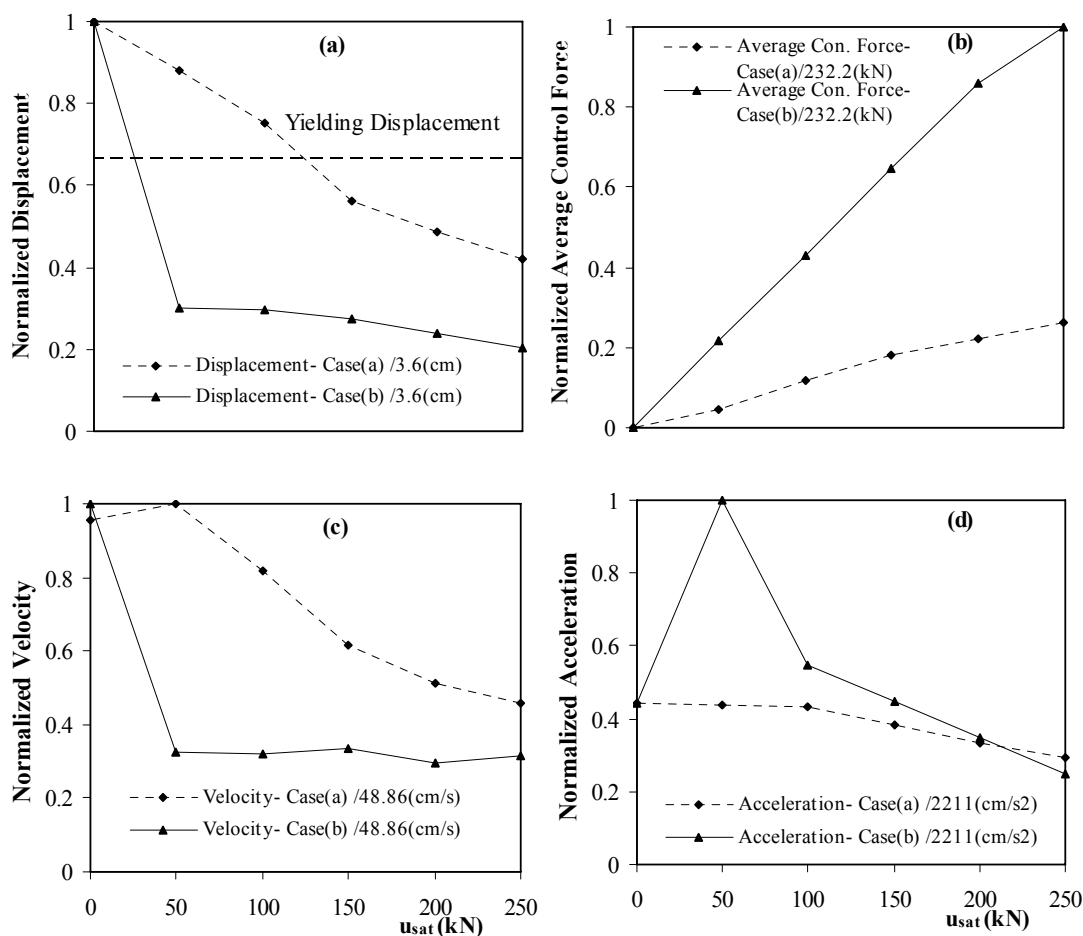 1
0.8
0.6
0.4
0.2
0
Normalized Displacement
(a)
Yielding Displacement
Displacement- Case(a) /3.6(cm)
Displacement- Case(b) /3.6(cm)
1
0.8
0.6
0.4
0.2
0
Normalized Average Control Force
(b)
Average Con. Force-
Case(a)/232.2(kN)
Average Con. Force-
Case(b)/232.2(kN)
1
0.8
0.6
0.4
0.2
0
Normalized Velocity
(c)
Velocity- Case(a) /48.86(cm/s)
Velocity- Case(b) /48.86(cm/s)
0 50 100 150 200 250
usat (kN)
1
0.8
0.6
0.4
0.2
0
Normalized Acceleration
(d)
Acceleration- Case(a) /2211(cm/s2)
Acceleration- Case(b) /2211(cm/s2)
0 50 100 150 200 250
usat (kN)